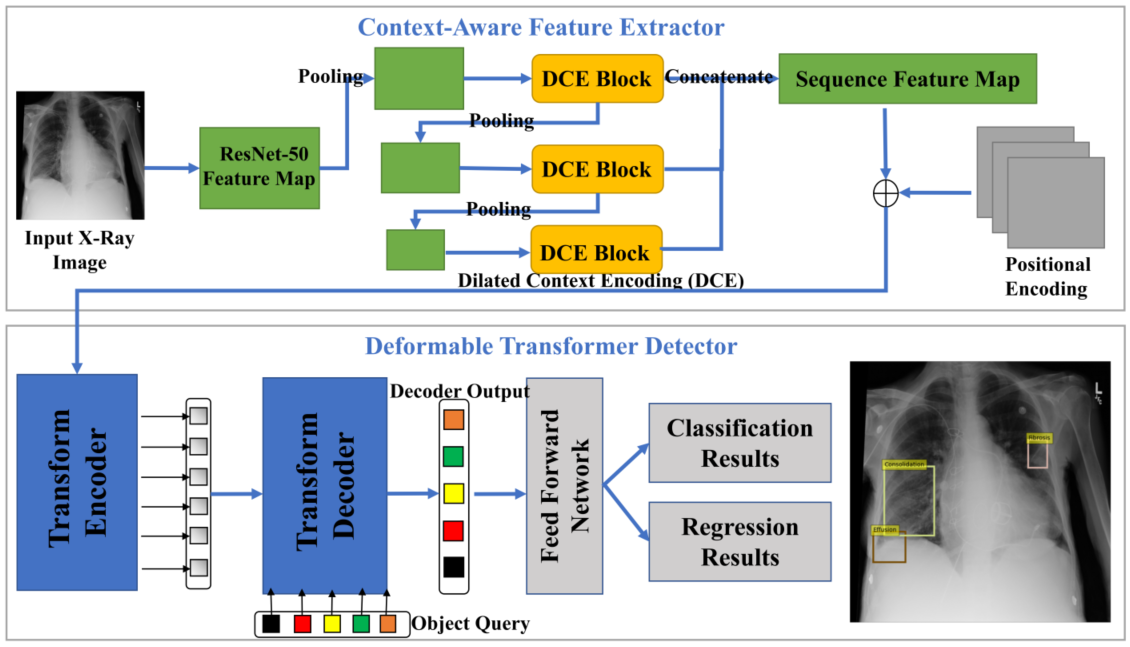 Context-Aware Feature Extractor
Pooling
DCE Block
Concatenate
Sequence Feature Map
Pooling
ResNet-50
Feature Map
DCE Block
Pooling
Input X-Ray
Image
DCE Block
Dilated Context Encoding (DCE)
Positional
Encoding
Deformable Transformer Detector
Transform
Encoder
Transform
Decoder
Decoder Output
Feed Forward
Network
Classification
Results
Regression
Results
Object Query
L
Fibrosis
Consolidation
Effusion